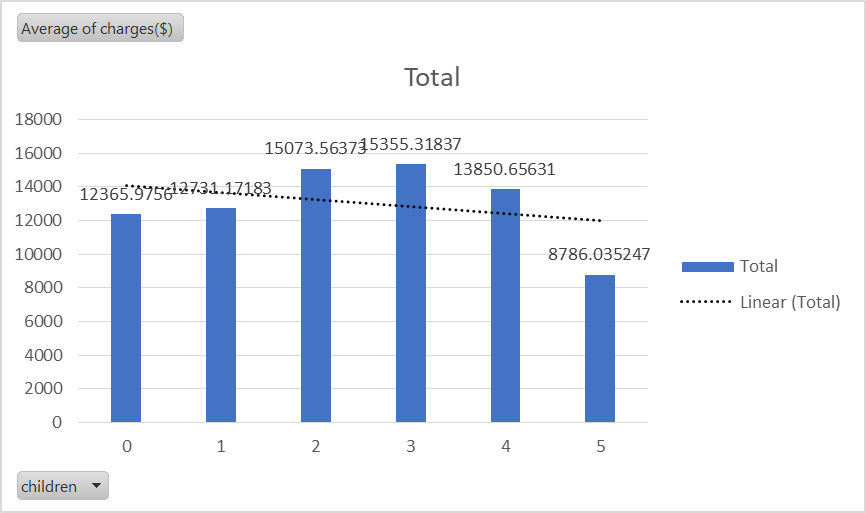 Average of charges($)
Total
18000
16000
14000
12000
10000
8000
6000
4000
2000
0
12365.9756
12731.17183
15073.56373
15355.31837
13850.65631
8786.035247
0 1 2 3 4 5
Total
Linear (Total)
children